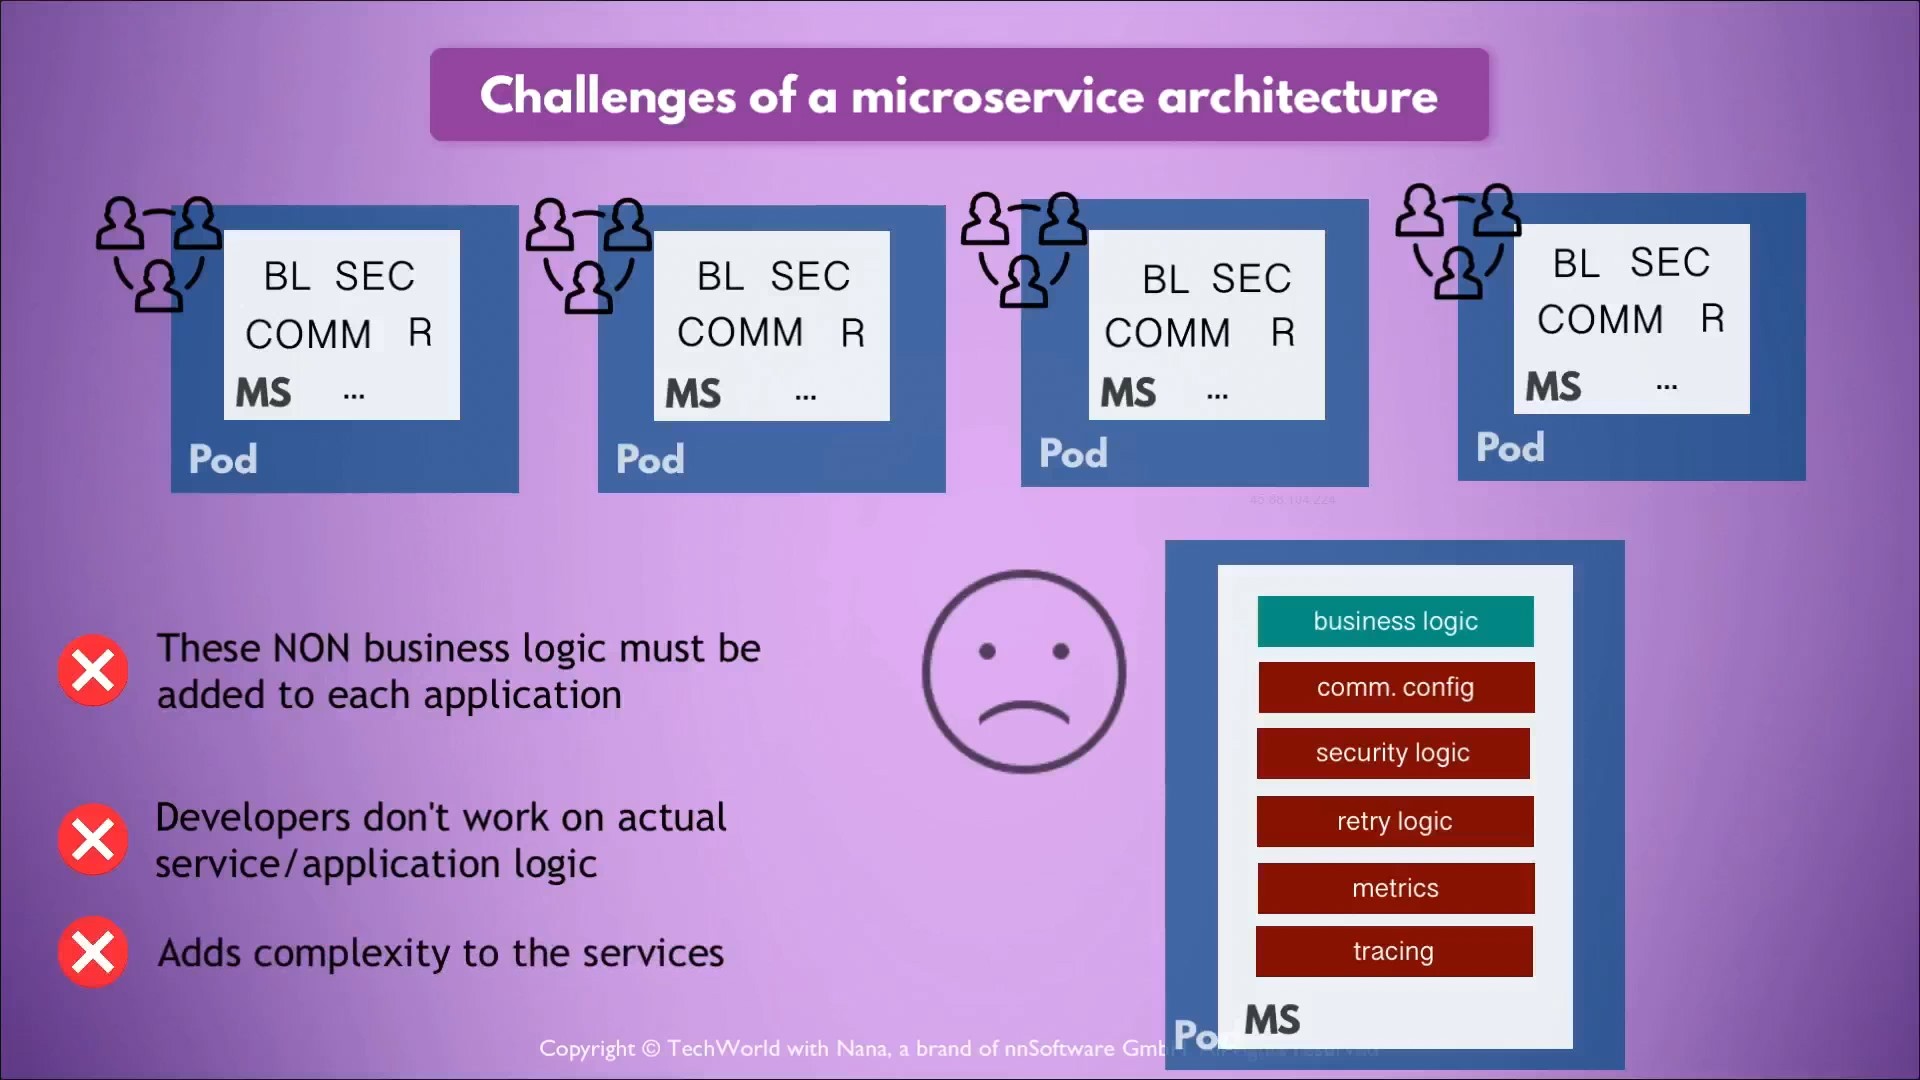 Challenges of a microservice architecture
BL SEC
COMM R
MS ...
Pod
BL SEC
COMM R
MS ...
Pod
BL SEC
COMM R
MS ...
Pod
BL SEC
COMM R
MS ...
Pod
These NON business logic must be
added to each application
Developers don't work on actual
service/application logic
Adds complexity to the services
business logic
comm. config
security logic
retry logic
metrics
tracing
MS
Pod
Copyright © TechWorld with Nana, a brand of nnSoftware GmbH